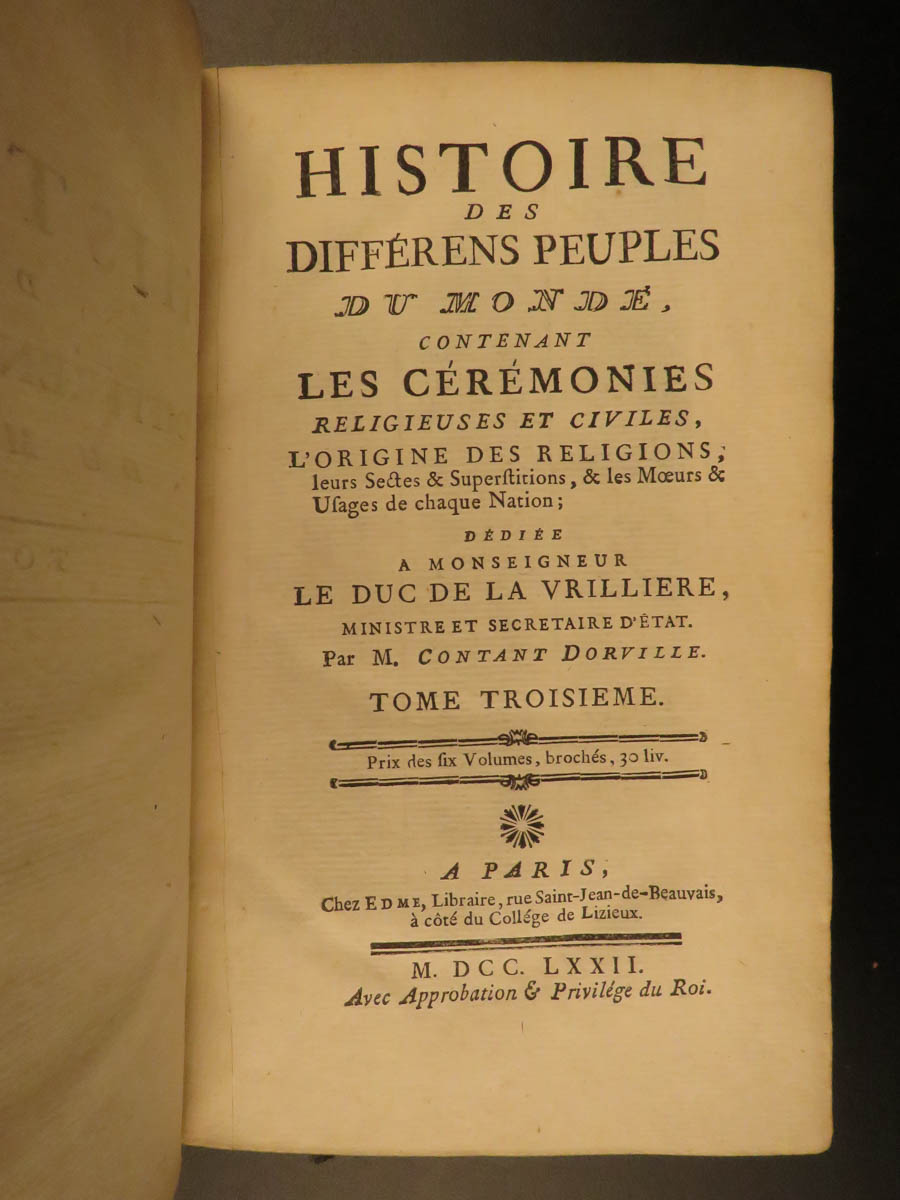 HISTOIRE
DES
DIFFÉRENS PEUPLES
DU MONDÉ,
CONTENANT
LES CÉRÉMONIES
RELIGIEUSES ET CIVILES,
L'ORIGINE DES RELIGIONS,
leurs Sectes & Superſtitions, & les Mœurs &
Uſages de chaque Nation;
DÉDIÉE
A MONSEIGNEUR
LE DUC DE LA VRILLIERE,
MINISTRE ET SECRETAIRE D'ÉTAT.
Par M. CONTANT DORVILLE.
TOME TROISIEME.
Prix des ſix Volumes, brochés, 30 liv.
A PARIS,
Chez EDME, Libraire, rue Saint-Jean-de-Beauvais,
à côté du Collége de Lizieux.
M. DCC. LXXII.
Avec Approbation & Privilége du Roi.